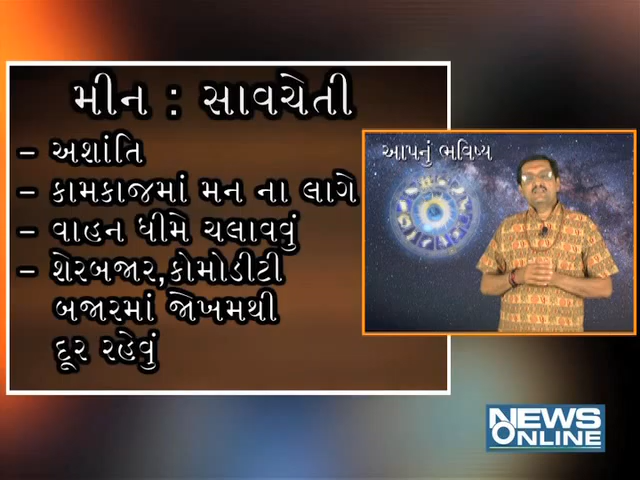 મીન : સાવચેતી
– અશાંતિ
– કામકાજમાં મન ના લાગે
– વાહન ધીમે ચલાવવું
– શેરબજાર,કોમોડીટી
બજારમાં જોખમથી
દૂર રહેવું
આપનું ભવિષ્ય
NEWS
ONLINE